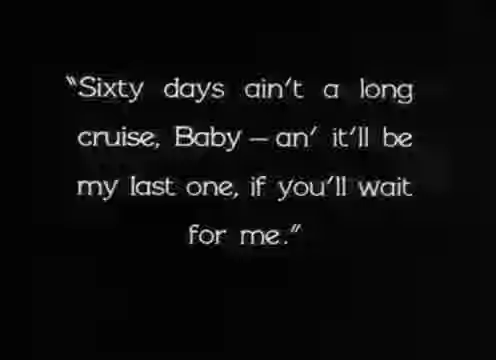 "Sixty days ain't a long
cruise, Baby — an' it'll be
my last one, if you'll wait
for me."